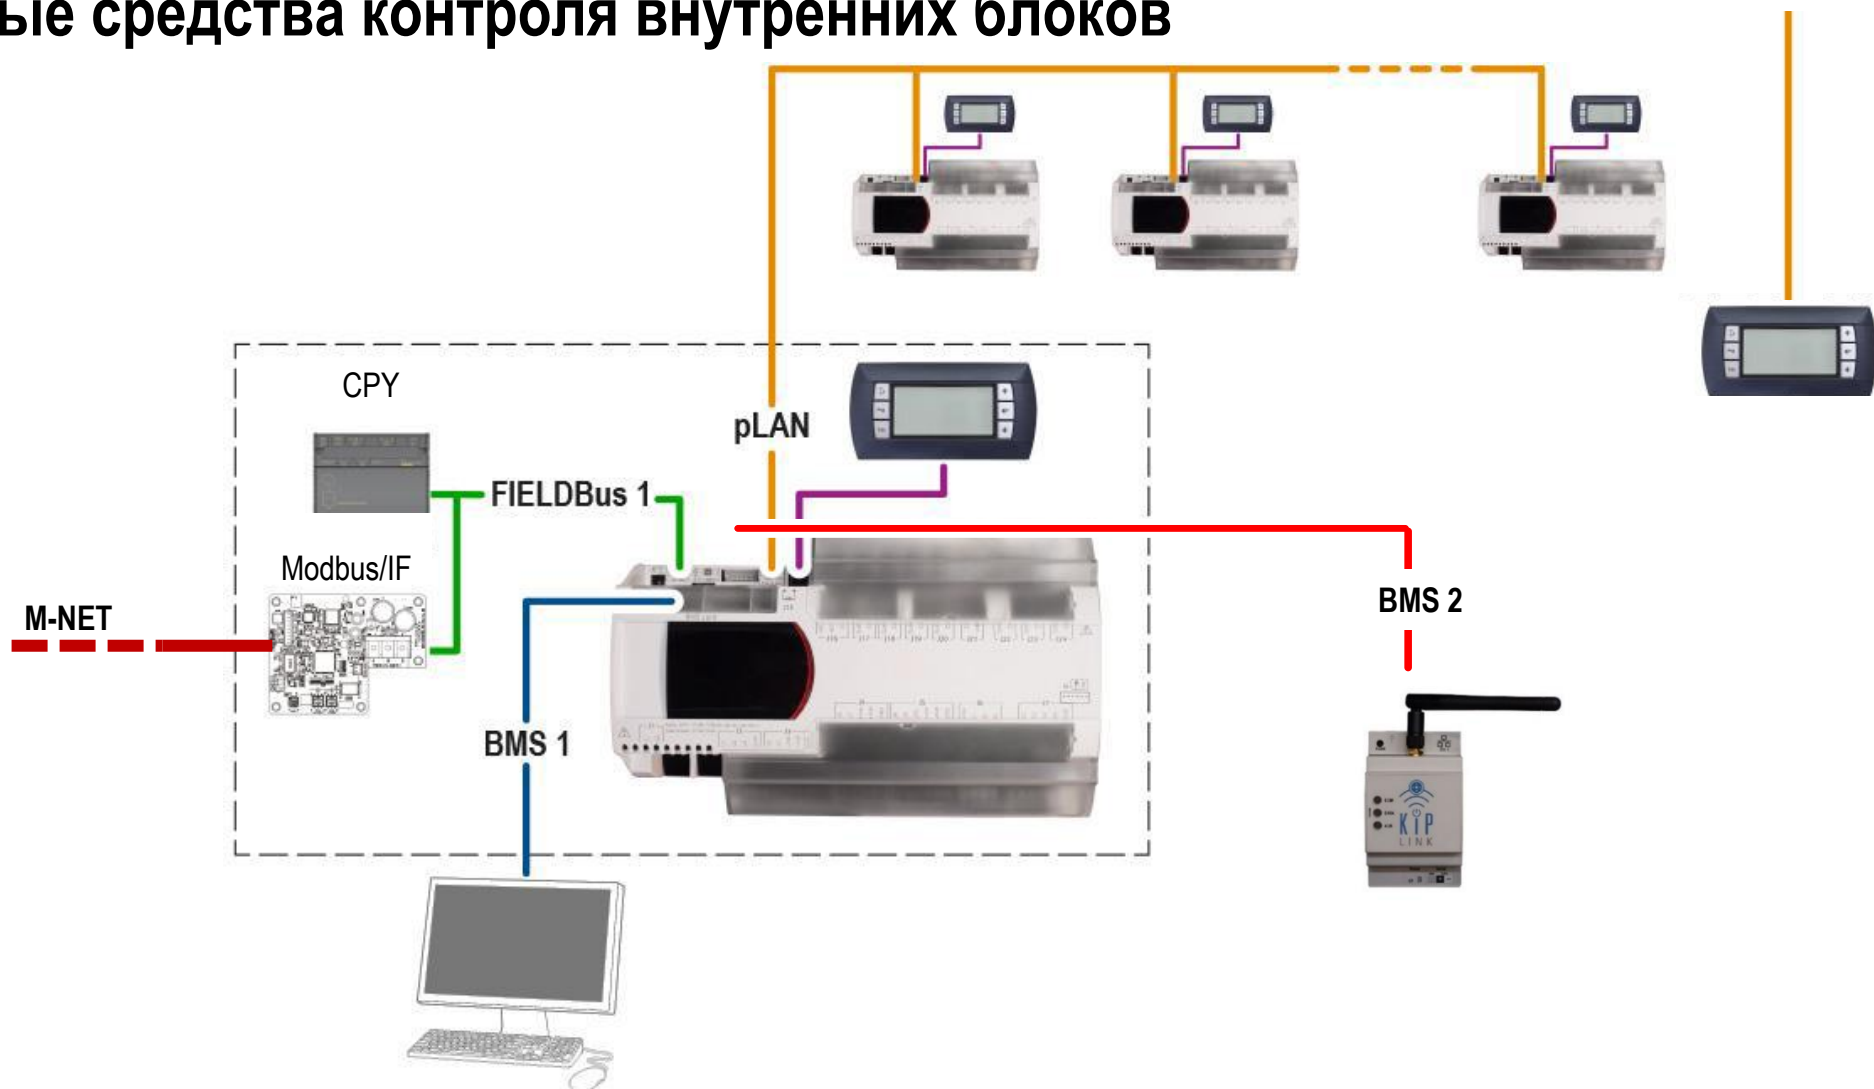 ые средства контроля внутренних блоков
CPY
pLAN
FIELDBus 1
Modbus/IF
M-NET
BMS 2
BMS 1
KiP
LINK